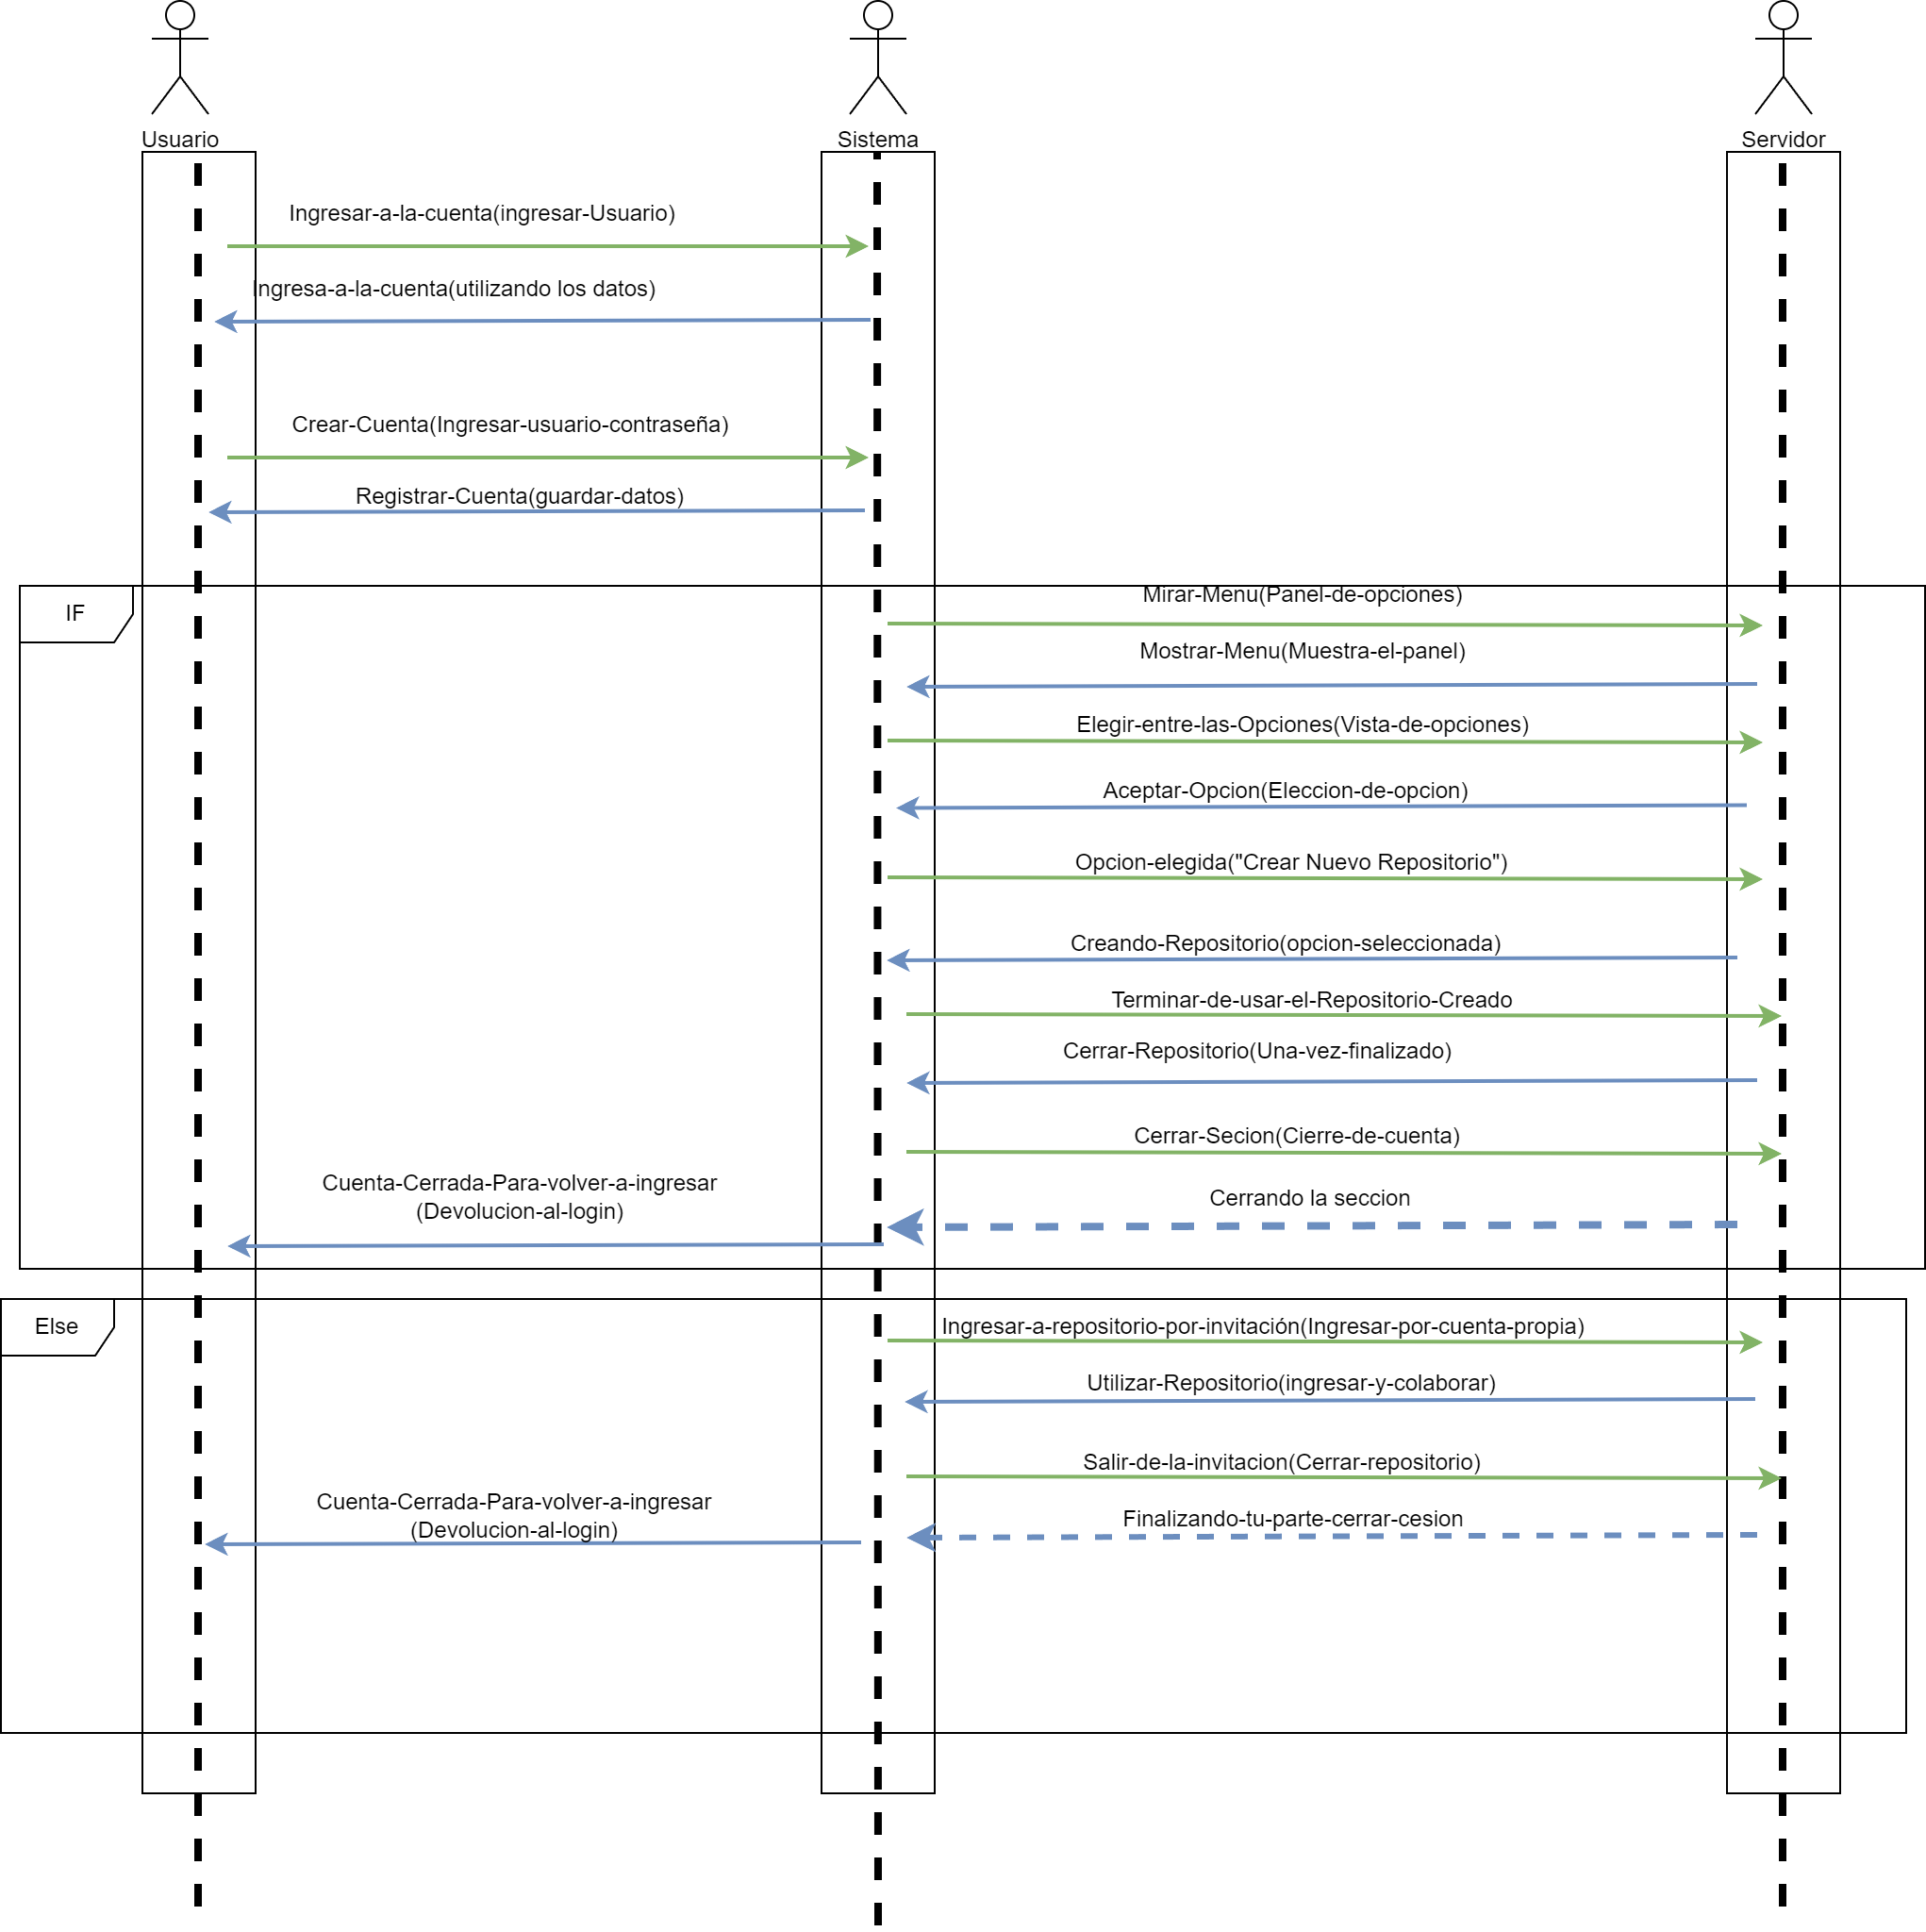 Usuario
Sistema
Servidor
Ingresar-a-la-cuenta(ingresar-Usuario)
Ingresa-a-la-cuenta(utilizando los datos)
Crear-Cuenta(Ingresar-usuario-contraseña)
Registrar-Cuenta(guardar-datos)
IF
Mirar-Menu(Panel-de-opciones)
Mostrar-Menu(Muestra-el-panel)
Elegir-entre-las-Opciones(Vista-de-opciones)
Aceptar-Opcion(Eleccion-de-opcion)
Opcion-elegida("Crear Nuevo Repositorio")
Creando-Repositorio(opcion-seleccionada)
Terminar-de-usar-el-Repositorio-Creado
Cerrar-Repositorio(Una-vez-finalizado)
Cerrar-Secion(Cierre-de-cuenta)
Cerrando la seccion
Cuenta-Cerrada-Para-volver-a-ingresar
(Devolucion-al-login)
Else
Ingresar-a-repositorio-por-invitación(Ingresar-por-cuenta-propia)
Utilizar-Repositorio(ingresar-y-colaborar)
Salir-de-la-invitacion(Cerrar-repositorio)
Finalizando-tu-parte-cerrar-cesion
Cuenta-Cerrada-Para-volver-a-ingresar
(Devolucion-al-login)